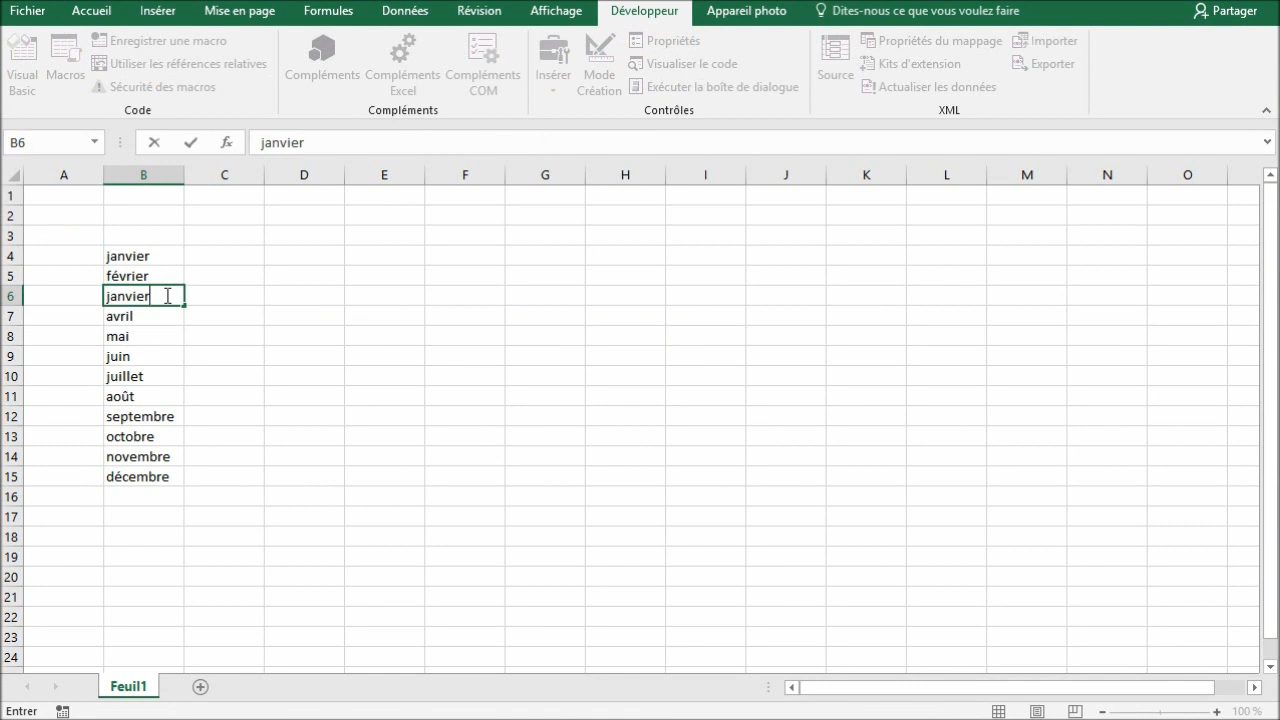 Fichier Accueil Insérer Mise en page Formules Données Révision Affichage Développeur Appareil photo Dites-nous ce que vous voulez faire Partager
Visual Basic
Macros
Enregistrer une macro
Utiliser les références relatives
Sécurité des macros
Code
Compléments
Compléments Excel
Compléments COM
Compléments
Insérer
Mode Création
Propriétés
Visualiser le code
Exécuter la boîte de dialogue
Contrôles
Source
Propriétés du mappage
Kits d'extension
Actualiser les données
Importer
Exporter
XML
B6 fx janvier
A B C D E F G H I J K L M N O
1
2
3
4 janvier
5 février
6 janvier
7 avril
8 mai
9 juin
10 juillet
11 août
12 septembre
13 octobre
14 novembre
15 décembre
16
17
18
19
20
21
22
23
24
Feuil1
Entrer 100 %